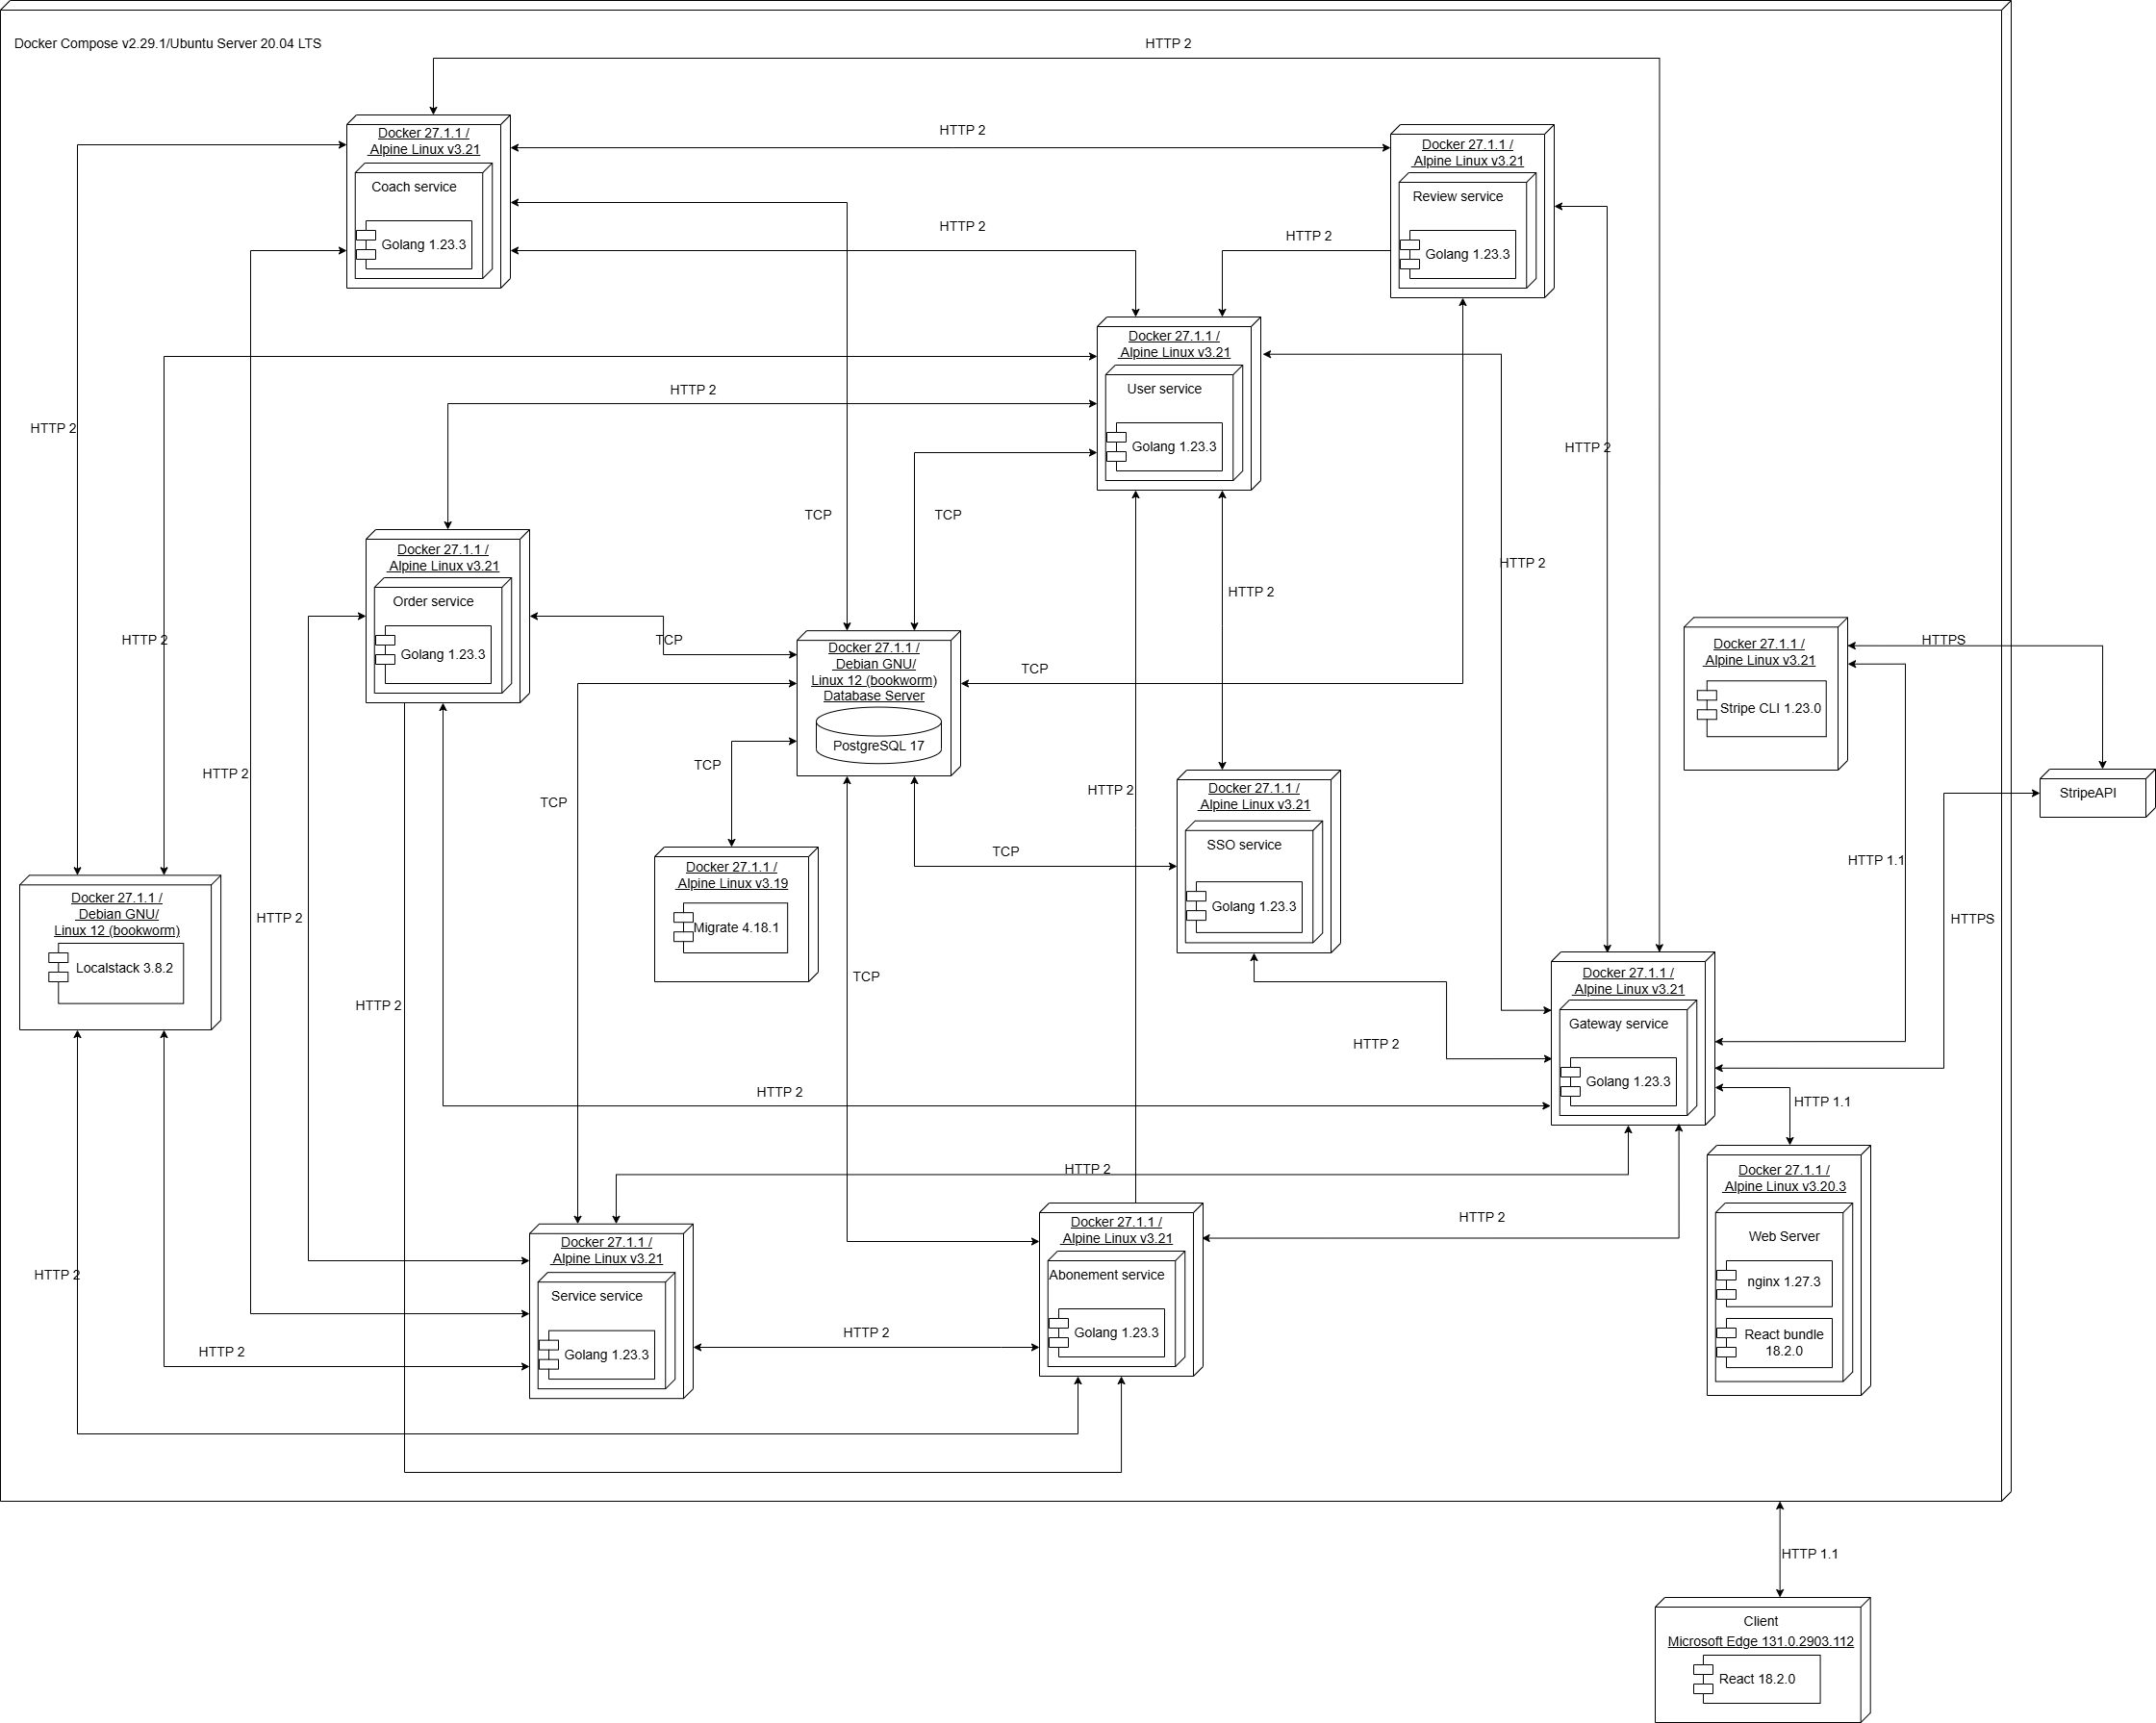 Docker Compose v2.29.1/Ubuntu Server 20.04 LTS
HTTP 2
Docker 27.1.1 /
Alpine Linux v3.21
Coach service
Golang 1.23.3
HTTP 2
Docker 27.1.1 /
Alpine Linux v3.21
Review service
Golang 1.23.3
HTTP 2
HTTP 2
Docker 27.1.1 /
Alpine Linux v3.21
User service
Golang 1.23.3
HTTP 2
HTTP 2
HTTP 2
TCP
TCP
HTTP 2
HTTP 2
Docker 27.1.1 /
Alpine Linux v3.21
Order service
Golang 1.23.3
HTTP 2
TCP
Docker 27.1.1 /
Debian GNU/
Linux 12 (bookworm)
Database Server
PostgreSQL 17
TCP
Docker 27.1.1 /
Alpine Linux v3.21
Stripe CLI 1.23.0
HTTPS
StripeAPI
HTTP 2
TCP
TCP
HTTP 2
Docker 27.1.1 /
Alpine Linux v3.21
SSO service
Golang 1.23.3
TCP
HTTP 1.1
HTTPS
Docker 27.1.1 /
Alpine Linux v3.19
Migrate 4.18.1
Docker 27.1.1 /
Debian GNU/
Linux 12 (bookworm)
Localstack 3.8.2
HTTP 2
HTTP 2
TCP
Docker 27.1.1 /
Alpine Linux v3.21
Gateway service
Golang 1.23.3
HTTP 2
HTTP 2
HTTP 1.1
HTTP 2
HTTP 2
Docker 27.1.1 /
Alpine Linux v3.20.3
Web Server
nginx 1.27.3
React bundle
18.2.0
Docker 27.1.1 /
Alpine Linux v3.21
Abonement service
Golang 1.23.3
Docker 27.1.1 /
Alpine Linux v3.21
Service service
Golang 1.23.3
HTTP 2
HTTP 2
HTTP 2
HTTP 1.1
Client
Microsoft Edge 131.0.2903.112
React 18.2.0